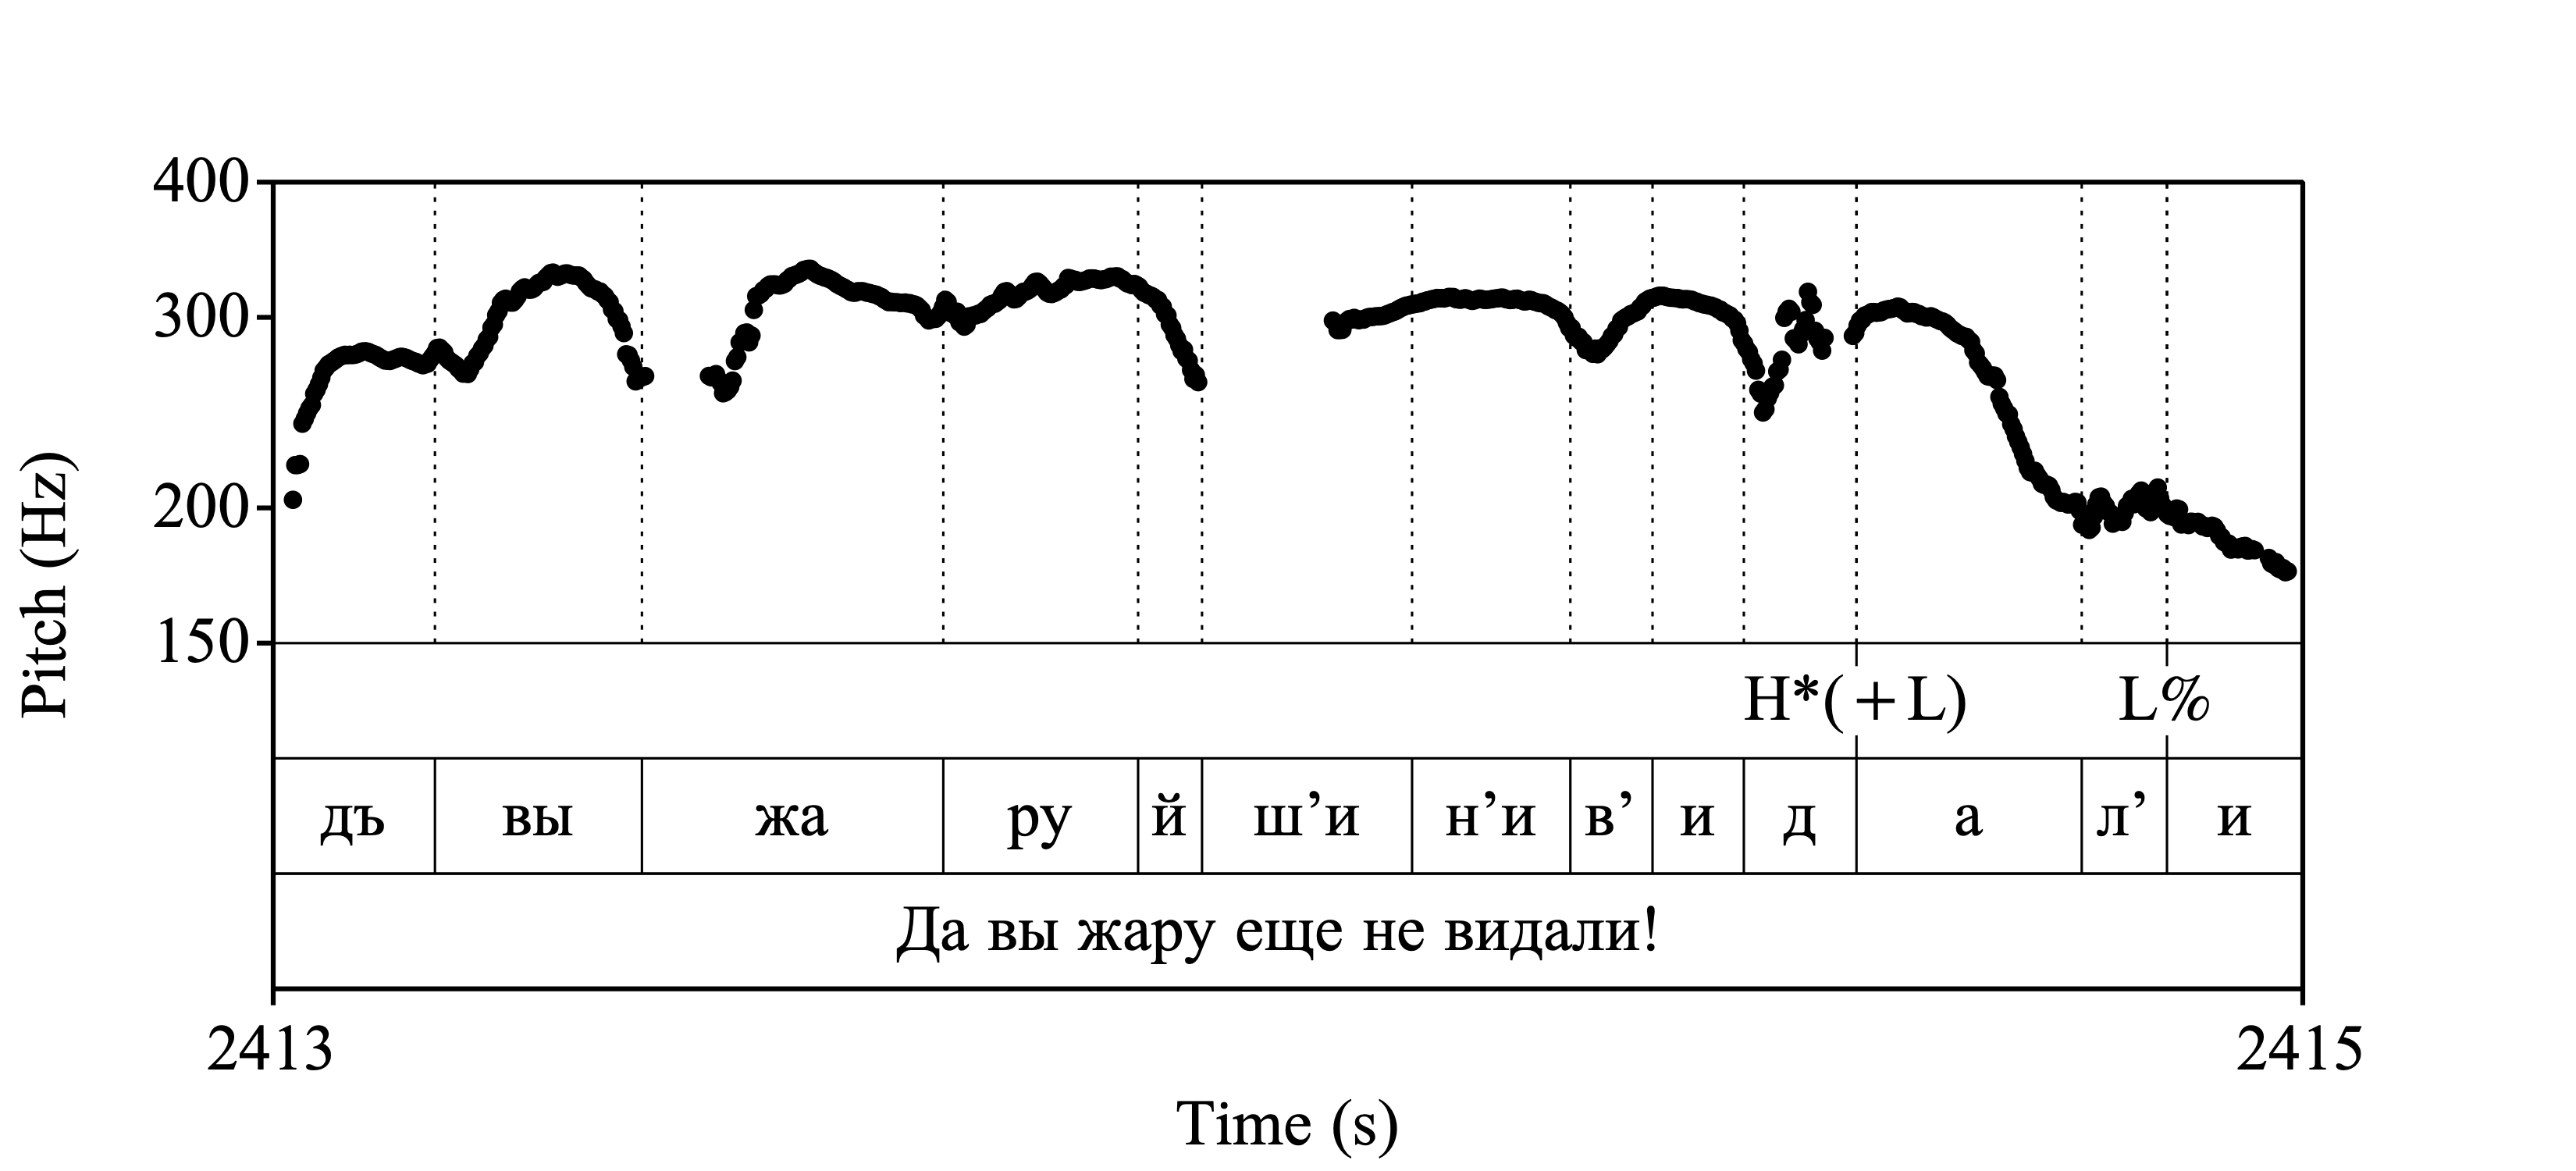 400
300
200
150
Pitch (Hz)
H*(+L) L%
дъ вы жа ру й ш’и н’и в’ и д а л’ и
Да вы жару еще не видали!
2413 2415
Time (s)